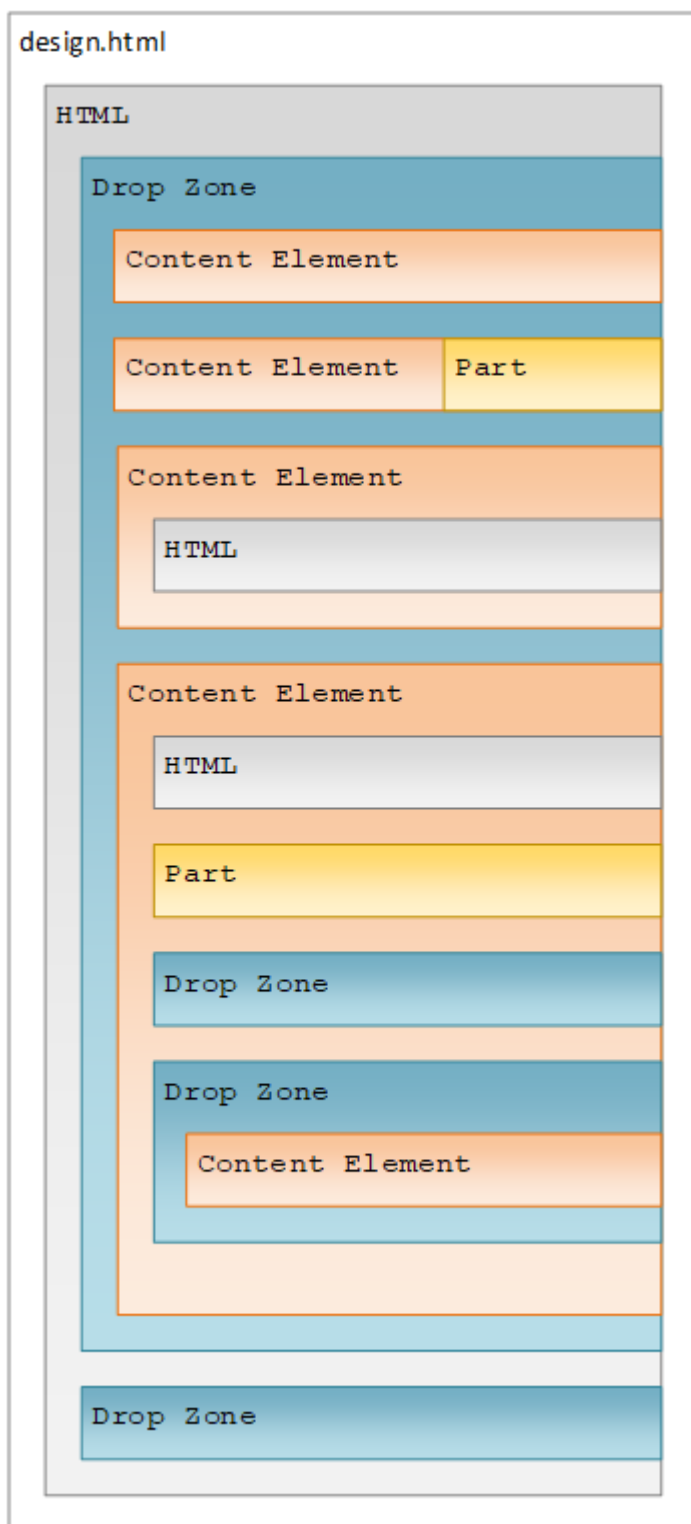 design.html
HTML
Drop Zone
Content Element
Content Element Part
Content Element
HTML
Content Element
HTML
Part
Drop Zone
Drop Zone
Content Element
Drop Zone